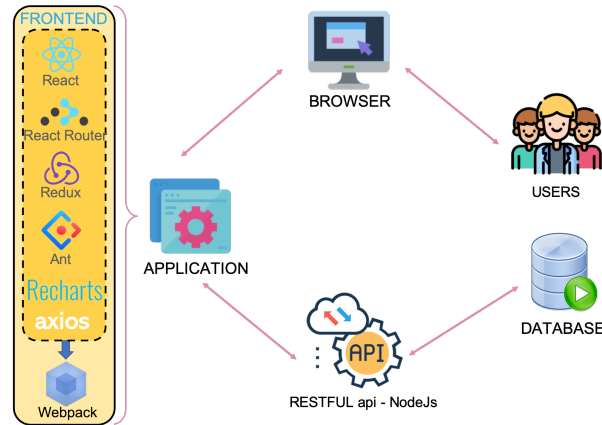 FRONTEND
React
React Router
Redux
Ant
Recharts
axios
Webpack
BROWSER
USERS
APPLICATION
API
RESTFUL api - NodeJs
DATABASE